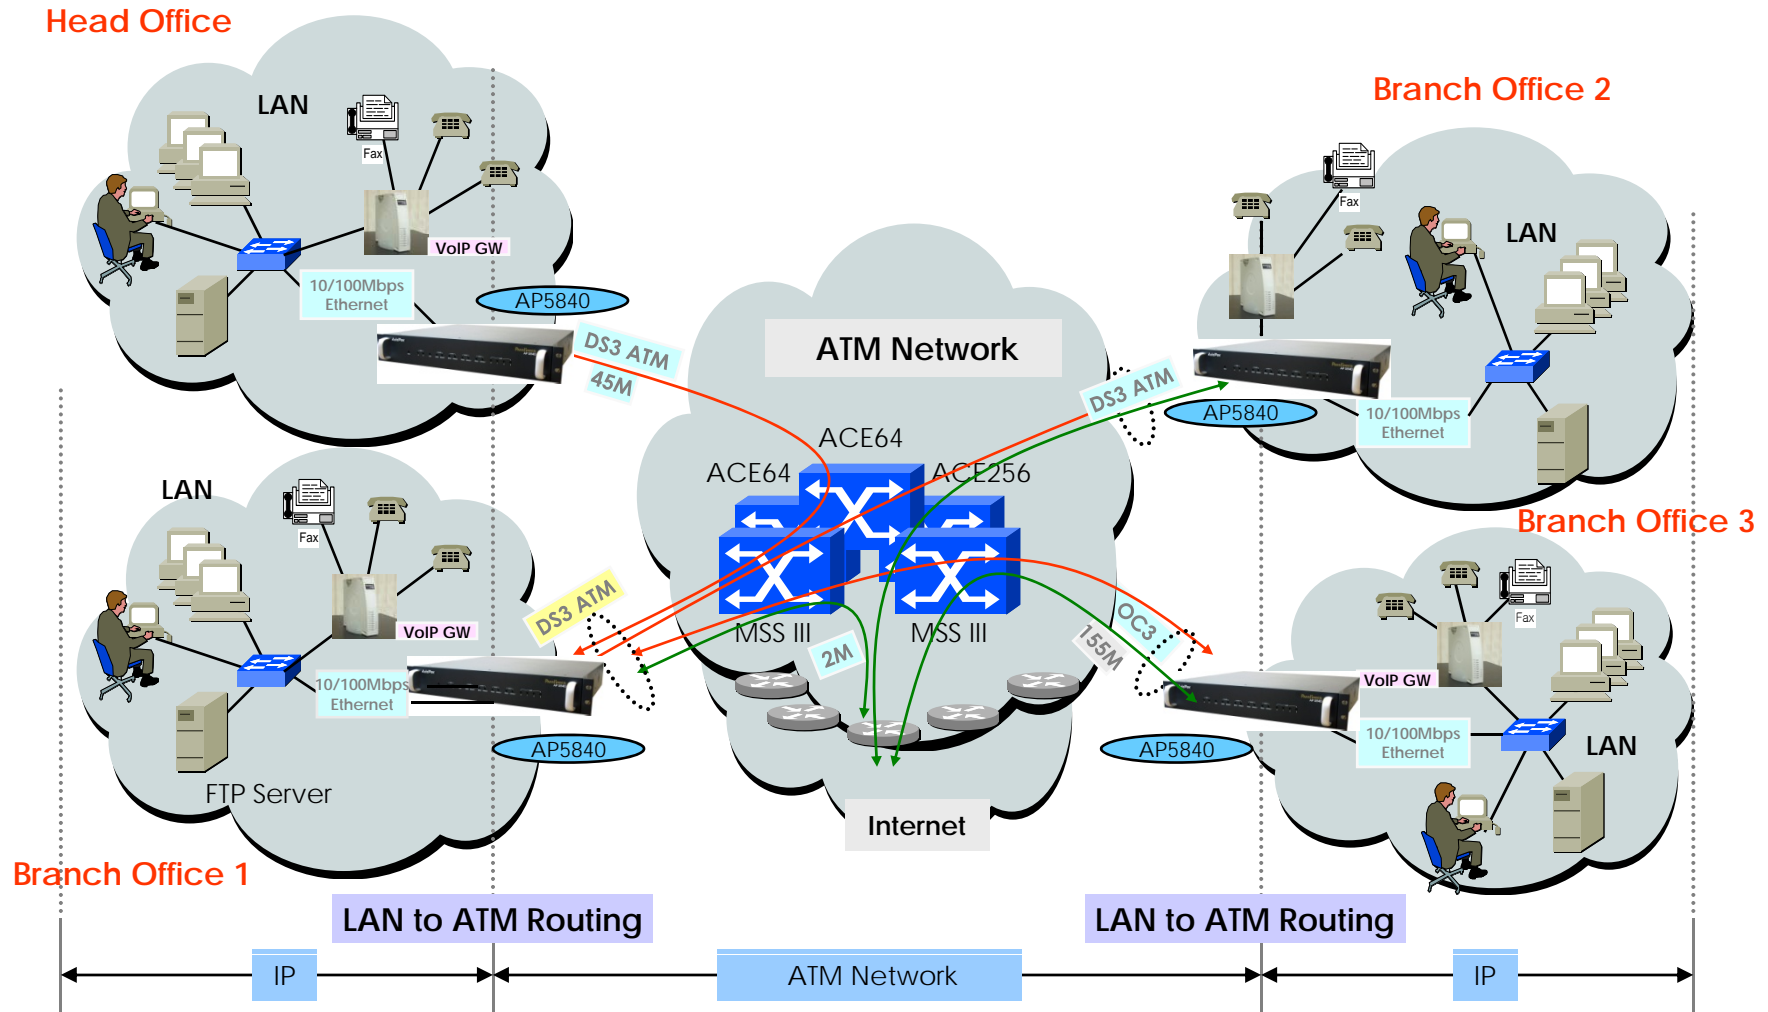 Head Office
LAN
Fax
VoIP GW
10/100Mbps
Ethernet
AP5840
DS3 ATM
45M
Branch Office 2
Fax
LAN
DS3 ATM
AP5840
10/100Mbps
Ethernet
ATM Network
ACE64
ACE64
ACE256
MSS III
MSS III
2M
Internet
LAN
Fax
VoIP GW
DS3 ATM
10/100Mbps
Ethernet
AP5840
FTP Server
Branch Office 1
Branch Office 3
OC3
155M
Fax
VoIP GW
10/100Mbps
Ethernet
LAN
AP5840
LAN to ATM Routing
LAN to ATM Routing
IP
ATM Network
IP